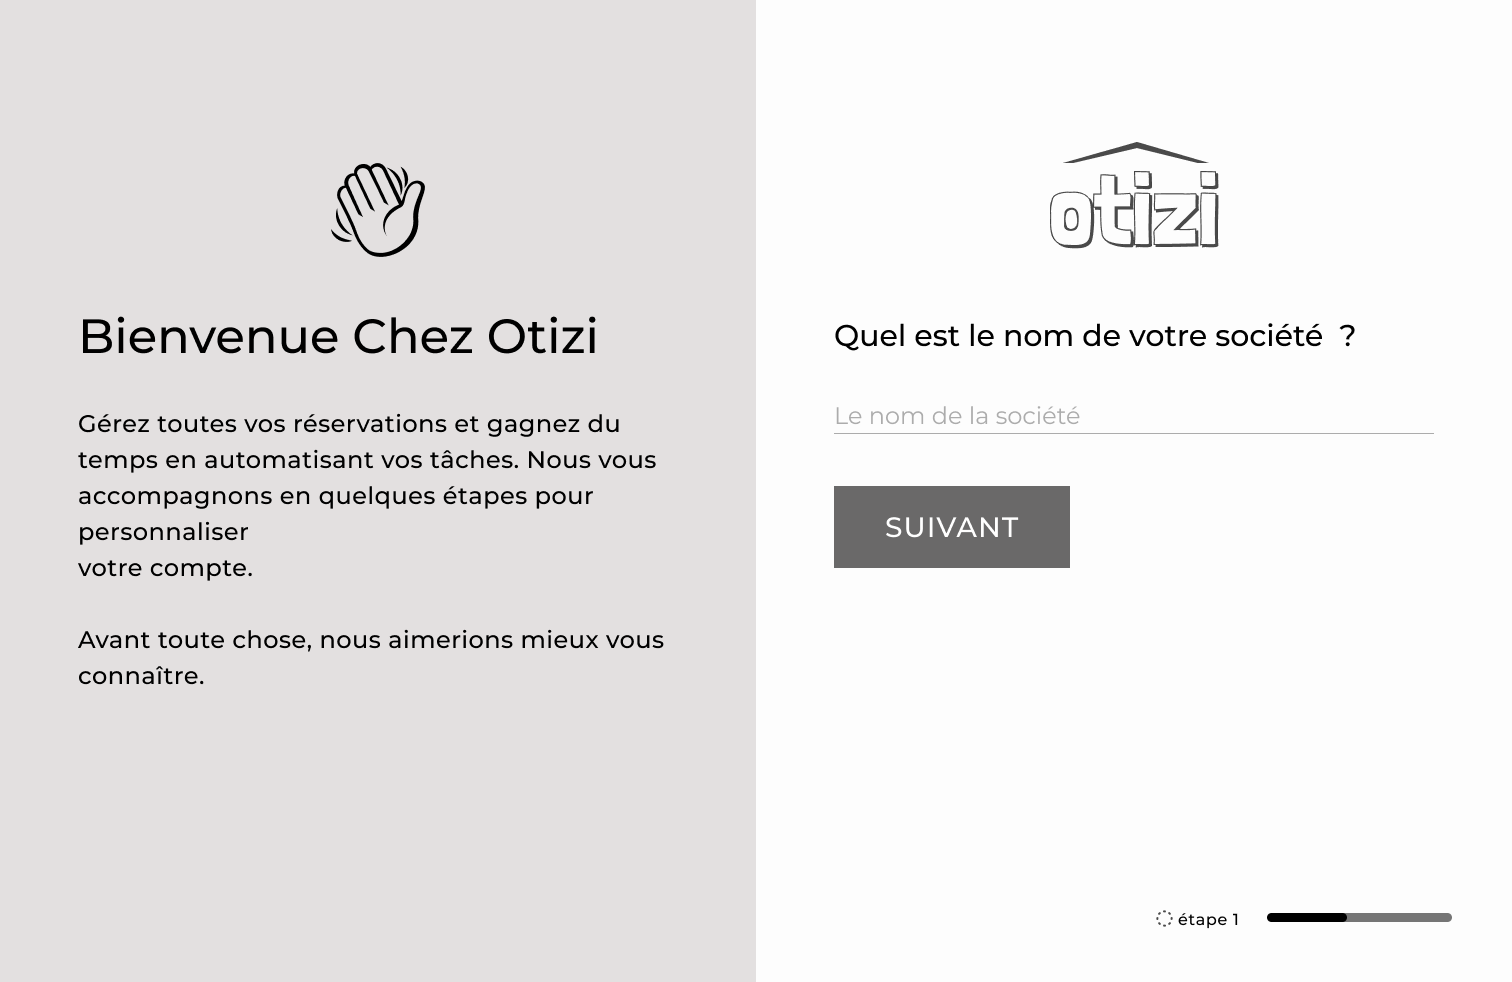 Bienvenue Chez Otizi
Gérez toutes vos réservations et gagnez du
temps en automatisant vos tâches. Nous vous
accompagnons en quelques étapes pour
personnaliser
votre compte.
Avant toute chose, nous aimerions mieux vous
connaître.
otizi
Quel est le nom de votre société  ?
Le nom de la société
SUIVANT
étape 1